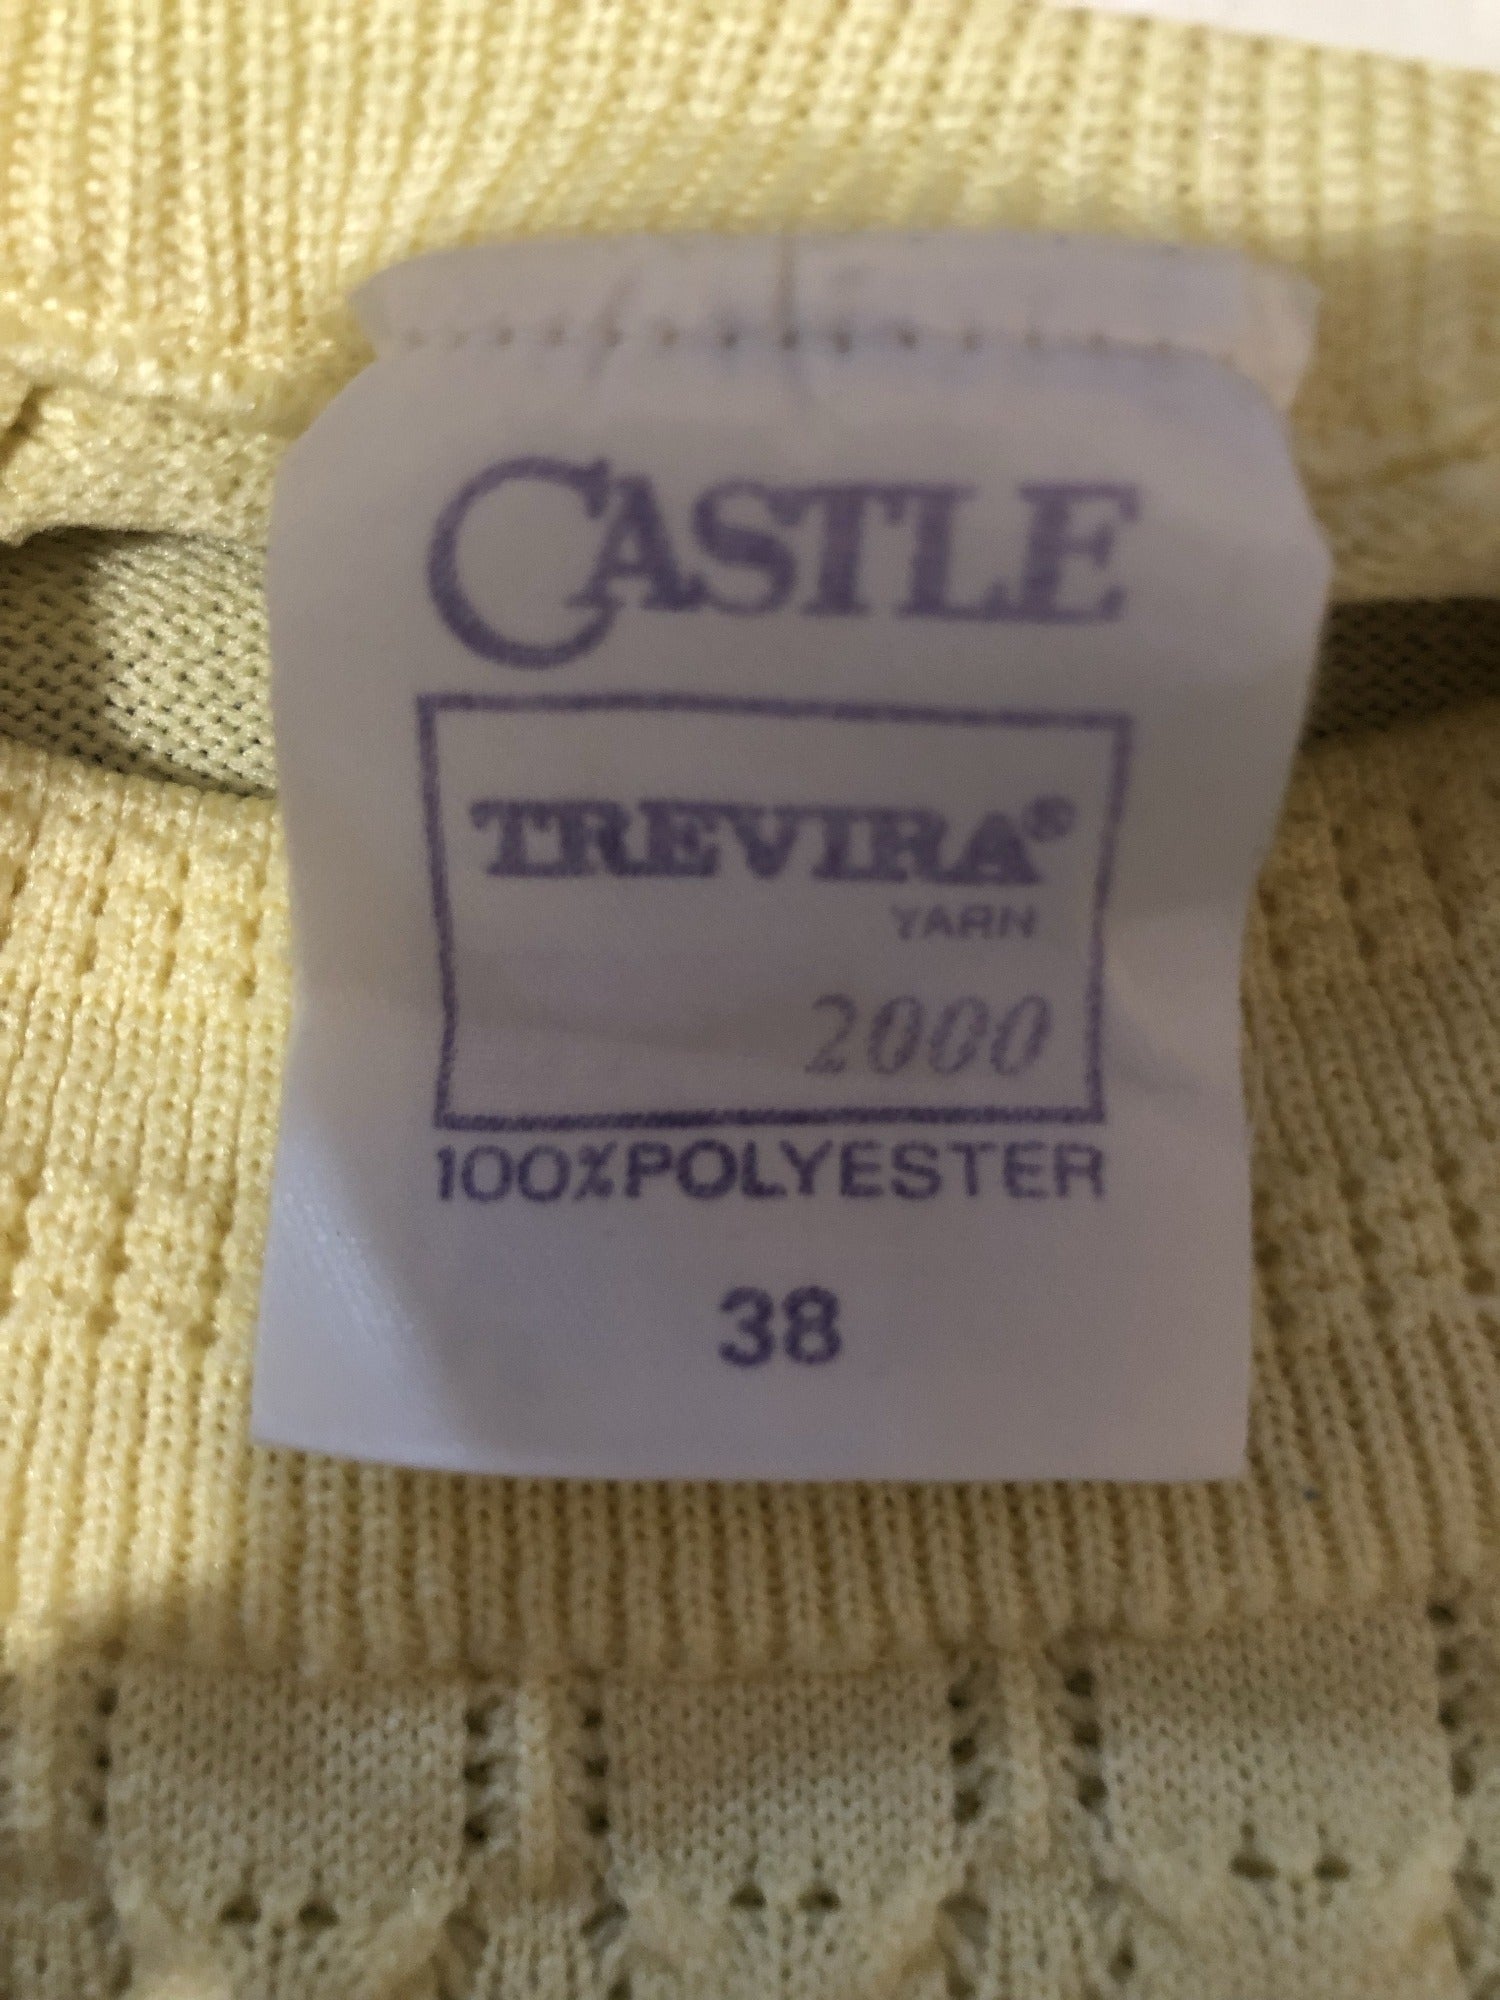 CASTLE
TREVIRA®
YARN
2000
100% POLYESTER
38